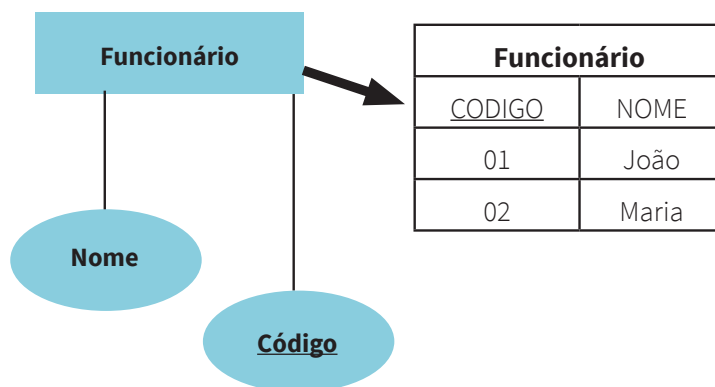 Funcionário
Nome
Código
Funcionário
CODIGO NOME
01 João
02 Maria